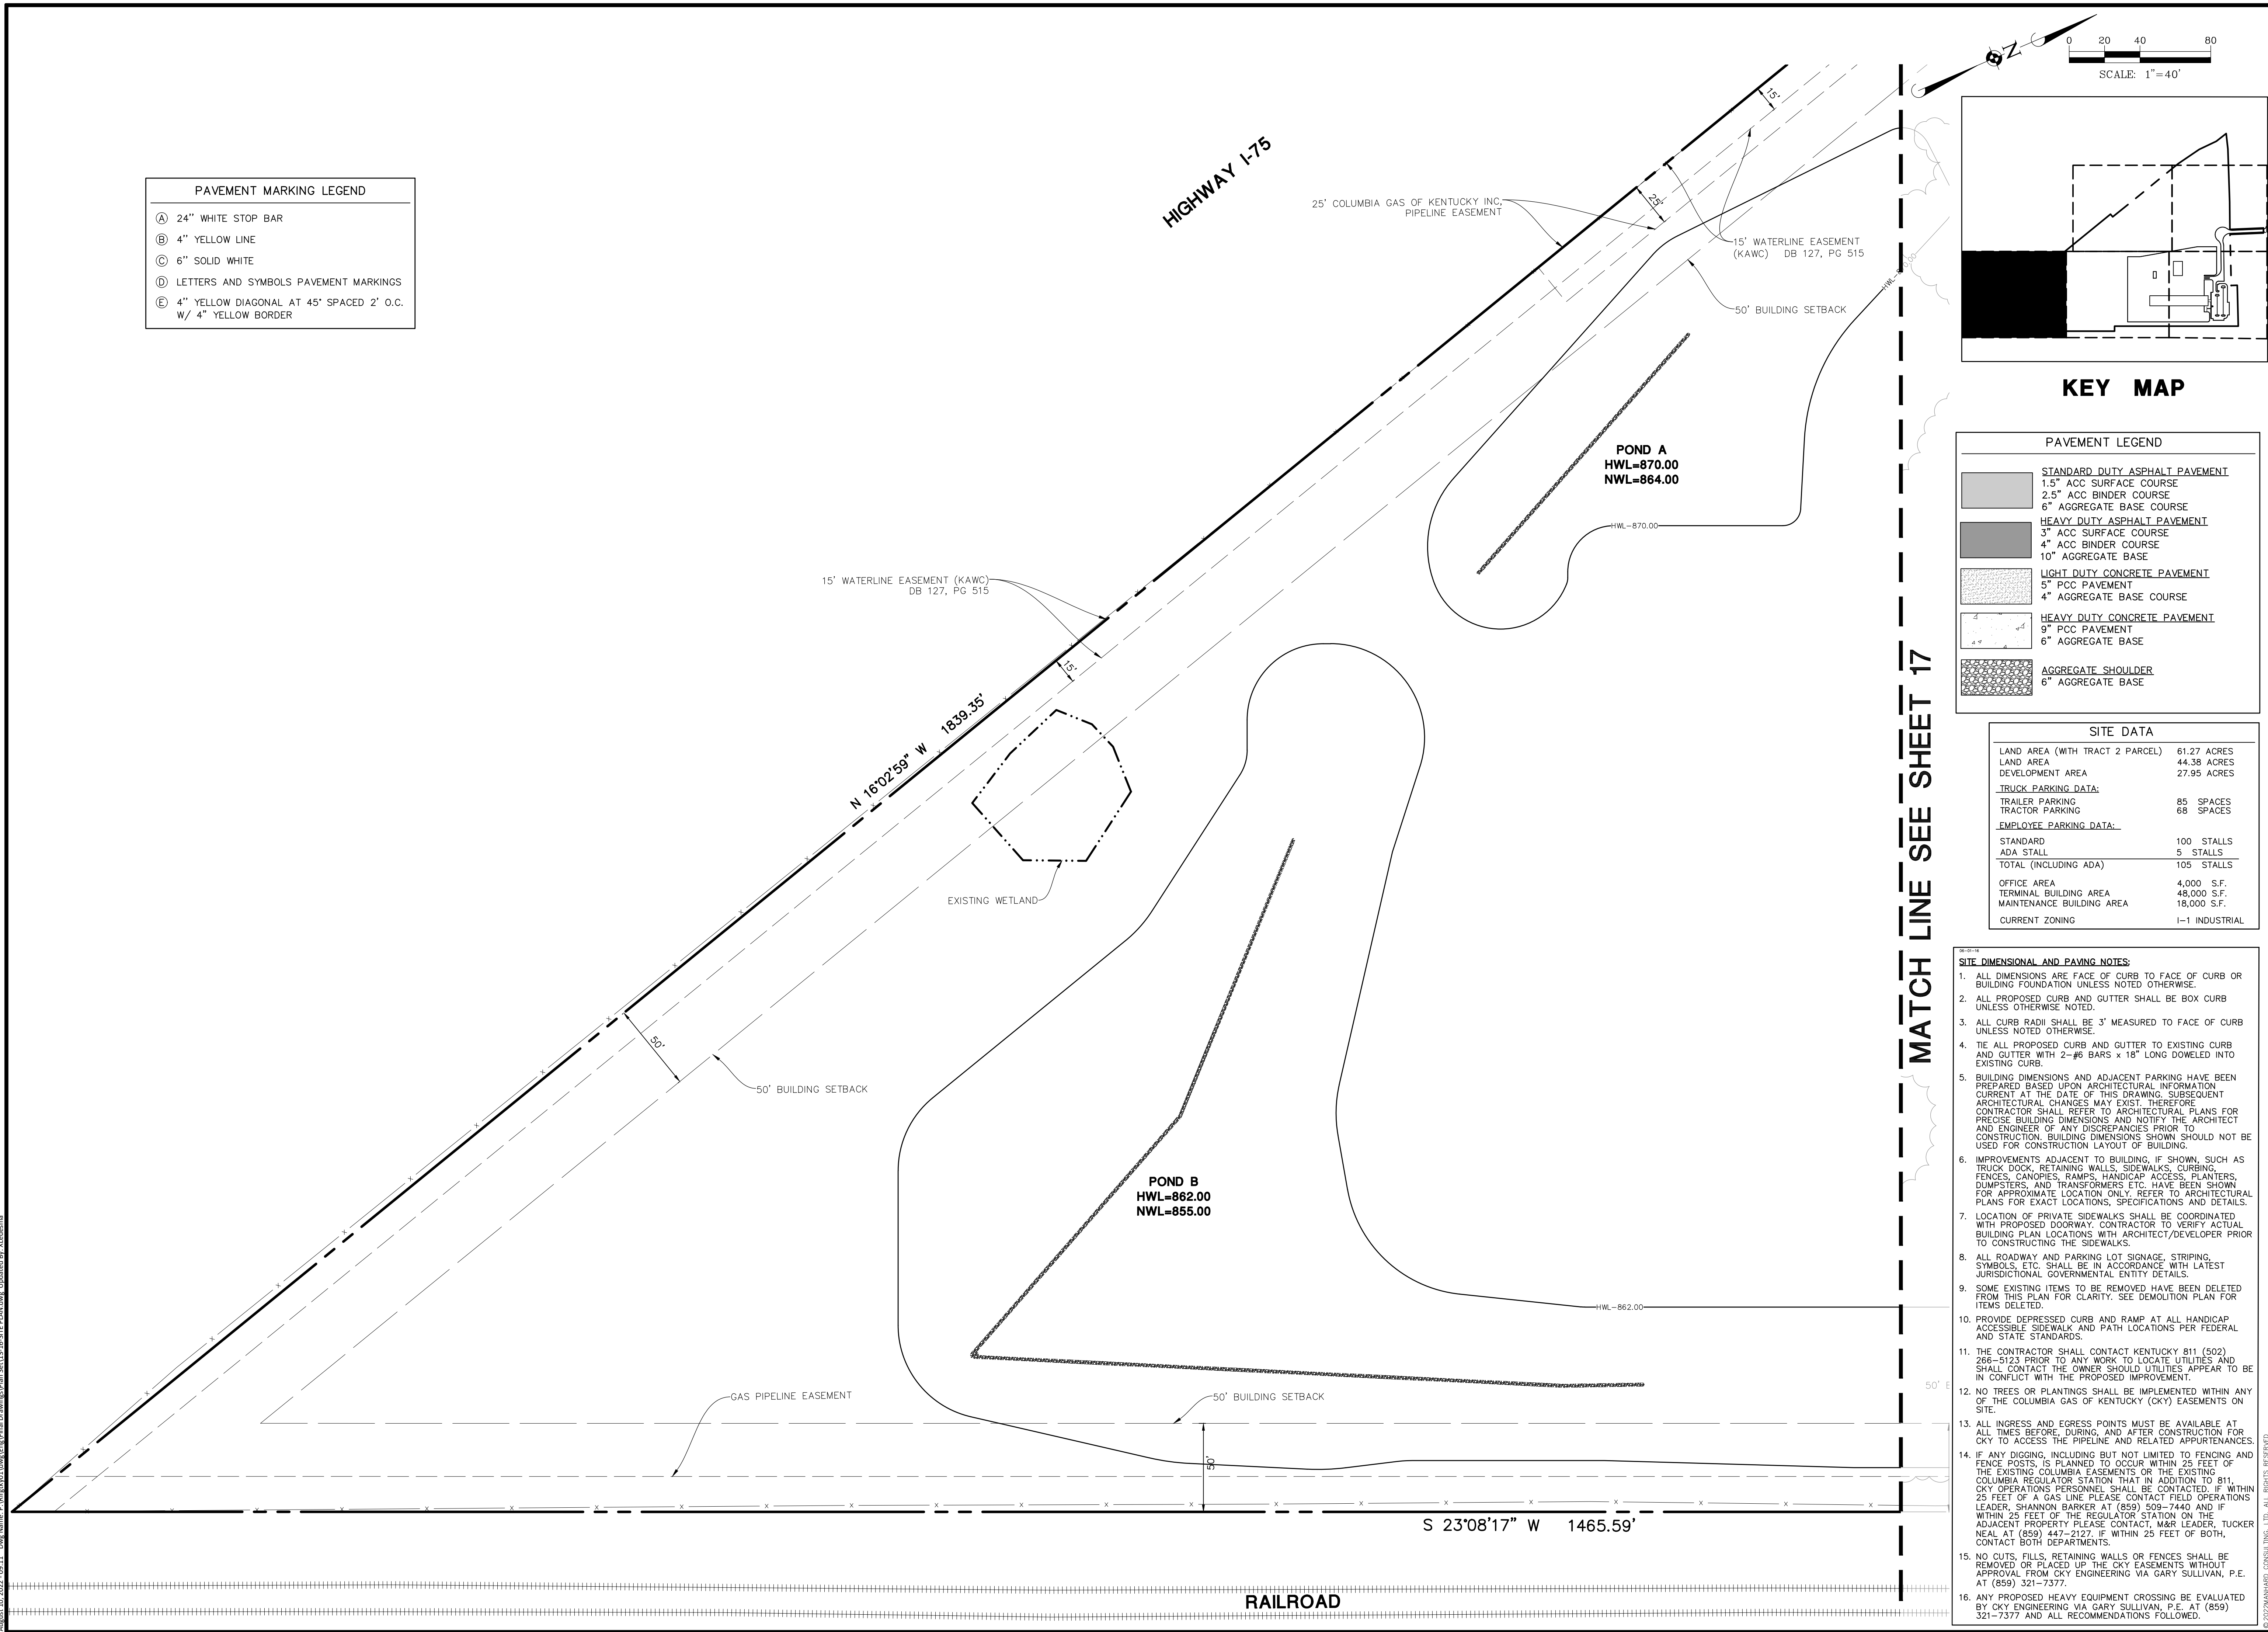 PAVEMENT MARKING LEGEND
A 24" WHITE STOP BAR
B 4" YELLOW LINE
C 6" SOLID WHITE
D LETTERS AND SYMBOLS PAVEMENT MARKINGS
E 4" YELLOW DIAGONAL AT 45° SPACED 2' O.C.
W/ 4" YELLOW BORDER
HIGHWAY I-75
25' COLUMBIA GAS OF KENTUCKY INC,
PIPELINE EASEMENT
15'
25'
15' WATERLINE EASEMENT
(KAWC) DB 127, PG 515
50' BUILDING SETBACK
HWL-870.00
POND A
HWL=870.00
NWL=864.00
HWL-870.00
15' WATERLINE EASEMENT (KAWC)
DB 127, PG 515
15'
N 16°02'59" W 1839.35'
EXISTING WETLAND
50'
50' BUILDING SETBACK
POND B
HWL=862.00
NWL=855.00
HWL-862.00
GAS PIPELINE EASEMENT
50' BUILDING SETBACK
50'
50' B
S 23°08'17" W 1465.59'
RAILROAD
MATCH LINE SEE SHEET 17
N
0 20 40 80
SCALE: 1"=40'
KEY MAP
PAVEMENT LEGEND
STANDARD DUTY ASPHALT PAVEMENT
1.5" ACC SURFACE COURSE
2.5" ACC BINDER COURSE
6" AGGREGATE BASE COURSE
HEAVY DUTY ASPHALT PAVEMENT
3" ACC SURFACE COURSE
4" ACC BINDER COURSE
10" AGGREGATE BASE
LIGHT DUTY CONCRETE PAVEMENT
5" PCC PAVEMENT
4" AGGREGATE BASE COURSE
HEAVY DUTY CONCRETE PAVEMENT
9" PCC PAVEMENT
6" AGGREGATE BASE
AGGREGATE SHOULDER
6" AGGREGATE BASE
SITE DATA
LAND AREA (WITH TRACT 2 PARCEL) 61.27 ACRES
LAND AREA 44.38 ACRES
DEVELOPMENT AREA 27.95 ACRES
TRUCK PARKING DATA:
TRAILER PARKING 85 SPACES
TRACTOR PARKING 68 SPACES
EMPLOYEE PARKING DATA:
STANDARD 100 STALLS
ADA STALL 5 STALLS
TOTAL (INCLUDING ADA) 105 STALLS
OFFICE AREA 4,000 S.F.
TERMINAL BUILDING AREA 48,000 S.F.
MAINTENANCE BUILDING AREA 18,000 S.F.
CURRENT ZONING I-1 INDUSTRIAL
SITE DIMENSIONAL AND PAVING NOTES:
1. ALL DIMENSIONS ARE FACE OF CURB TO FACE OF CURB OR
BUILDING FOUNDATION UNLESS NOTED OTHERWISE.
2. ALL PROPOSED CURB AND GUTTER SHALL BE BOX CURB
UNLESS OTHERWISE NOTED.
3. ALL CURB RADII SHALL BE 3' MEASURED TO FACE OF CURB
UNLESS NOTED OTHERWISE.
4. TIE ALL PROPOSED CURB AND GUTTER TO EXISTING CURB
AND GUTTER WITH 2-#6 BARS x 18" LONG DOWELED INTO
EXISTING CURB.
5. BUILDING DIMENSIONS AND ADJACENT PARKING HAVE BEEN
PREPARED BASED UPON ARCHITECTURAL INFORMATION
CURRENT AT THE DATE OF THIS DRAWING. SUBSEQUENT
ARCHITECTURAL CHANGES MAY EXIST. THEREFORE
CONTRACTOR SHALL REFER TO ARCHITECTURAL PLANS FOR
PRECISE BUILDING DIMENSIONS AND NOTIFY THE ARCHITECT
AND ENGINEER OF ANY DISCREPANCIES PRIOR TO
CONSTRUCTION. BUILDING DIMENSIONS SHOWN SHOULD NOT BE
USED FOR CONSTRUCTION LAYOUT OF BUILDING.
6. IMPROVEMENTS ADJACENT TO BUILDING, IF SHOWN, SUCH AS
TRUCK DOCK, RETAINING WALLS, SIDEWALKS, CURBING,
FENCES, CANOPIES, RAMPS, HANDICAP ACCESS, PLANTERS,
DUMPSTERS, AND TRANSFORMERS ETC. HAVE BEEN SHOWN
FOR APPROXIMATE LOCATION ONLY. REFER TO ARCHITECTURAL
PLANS FOR EXACT LOCATIONS, SPECIFICATIONS AND DETAILS.
7. LOCATION OF PRIVATE SIDEWALKS SHALL BE COORDINATED
WITH PROPOSED DOORWAY. CONTRACTOR TO VERIFY ACTUAL
BUILDING PLAN LOCATIONS WITH ARCHITECT/DEVELOPER PRIOR
TO CONSTRUCTING THE SIDEWALKS.
8. ALL ROADWAY AND PARKING LOT SIGNAGE, STRIPING,
SYMBOLS, ETC. SHALL BE IN ACCORDANCE WITH LATEST
JURISDICTIONAL GOVERNMENTAL ENTITY DETAILS.
9. SOME EXISTING ITEMS TO BE REMOVED HAVE BEEN DELETED
FROM THIS PLAN FOR CLARITY. SEE DEMOLITION PLAN FOR
ITEMS DELETED.
10. PROVIDE DEPRESSED CURB AND RAMP AT ALL HANDICAP
ACCESSIBLE SIDEWALK AND PATH LOCATIONS PER FEDERAL
AND STATE STANDARDS.
11. THE CONTRACTOR SHALL CONTACT KENTUCKY 811 (502)
266-5123 PRIOR TO ANY WORK TO LOCATE UTILITIES AND
SHALL CONTACT THE OWNER SHOULD UTILITIES APPEAR TO BE
IN CONFLICT WITH THE PROPOSED IMPROVEMENT.
12. NO TREES OR PLANTINGS SHALL BE IMPLEMENTED WITHIN ANY
OF THE COLUMBIA GAS OF KENTUCKY (CKY) EASEMENTS ON
SITE.
13. ALL INGRESS AND EGRESS POINTS MUST BE AVAILABLE AT
ALL TIMES BEFORE, DURING, AND AFTER CONSTRUCTION FOR
CKY TO ACCESS THE PIPELINE AND RELATED APPURTENANCES.
14. IF ANY DIGGING, INCLUDING BUT NOT LIMITED TO FENCING AND
FENCE POSTS, IS PLANNED TO OCCUR WITHIN 25 FEET OF
THE EXISTING COLUMBIA EASEMENTS OR THE EXISTING
COLUMBIA REGULATOR STATION THAT IN ADDITION TO 811,
CKY OPERATIONS PERSONNEL SHALL BE CONTACTED. IF WITHIN
25 FEET OF A GAS LINE PLEASE CONTACT FIELD OPERATIONS
LEADER, SHANNON BARKER AT (859) 509-7440 AND IF
WITHIN 25 FEET OF THE REGULATOR STATION ON THE
ADJACENT PROPERTY PLEASE CONTACT, M&R LEADER, TUCKER
NEAL AT (859) 447-2127. IF WITHIN 25 FEET OF BOTH,
CONTACT BOTH DEPARTMENTS.
15. NO CUTS, FILLS, RETAINING WALLS OR FENCES SHALL BE
REMOVED OR PLACED UP THE CKY EASEMENTS WITHOUT
APPROVAL FROM CKY ENGINEERING VIA GARY SULLIVAN, P.E.
AT (859) 321-7377.
16. ANY PROPOSED HEAVY EQUIPMENT CROSSING BE EVALUATED
BY CKY ENGINEERING VIA GARY SULLIVAN, P.E. AT (859)
321-7377 AND ALL RECOMMENDATIONS FOLLOWED.
©2022 MANHARD CONSULTING, LTD. ALL RIGHTS RESERVED